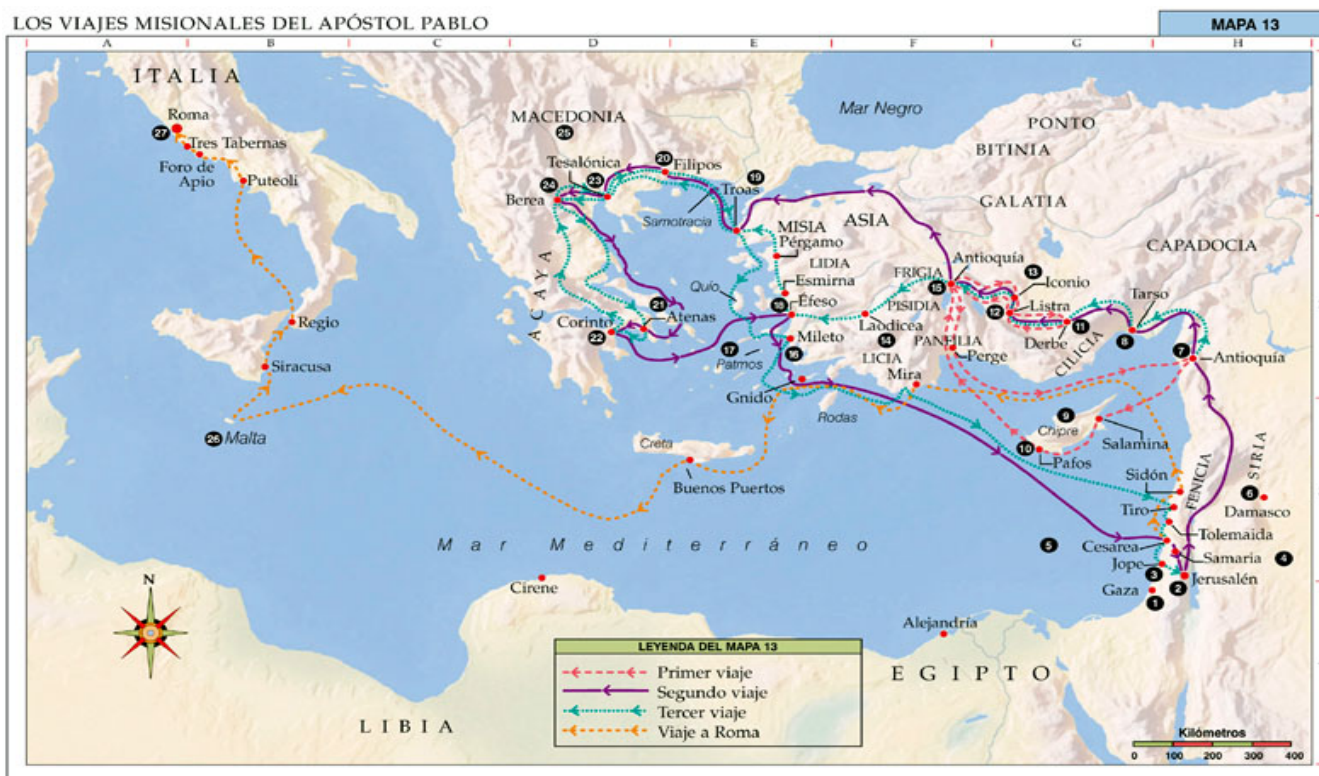 LOS VIAJES MISIONALES DEL APÓSTOL PABLO
MAPA 13
A B C D E F G H
ITALIA
Roma
27
Tres Tabernas
Foro de
Apio
Puteoli
Regio
Siracusa
26
Malta
MACEDONIA
25
20
Filipos
Tesalónica
23
24
Berea
19
Troas
Samotracia
ACAYA
Quío
21
Atenas
Corinto
22
Mar Negro
PONTO
BITINIA
GALATIA
CAPADOCIA
ASIA
MISIA
Pérgamo
LIDIA
Esmirna
18
Éfeso
17
Mileto
16
Patmos
Gnido
Rodas
FRIGIA
Antioquía
15
PISIDIA
13
Iconio
12
Listra
11
Derbe
Laodicea
14
PANFILIA
LICIA
Perge
Mira
CILICIA
Tarso
8
7
Antioquía
9
Chipre
Salamina
10
Pafos
Creta
Buenos Puertos
Sidón
FENICIA
SIRIA
6
Damasco
Tiro
Tolemaida
5
Cesarea
Samaria
4
Jope
3
2
Jerusalén
Gaza
1
Mar Mediterráneo
Cirene
Alejandría
EGIPTO
LIBIA
N
LEYENDA DEL MAPA 13
Primer viaje
Segundo viaje
Tercer viaje
Viaje a Roma
Kilómetros
0 100 200 300 400